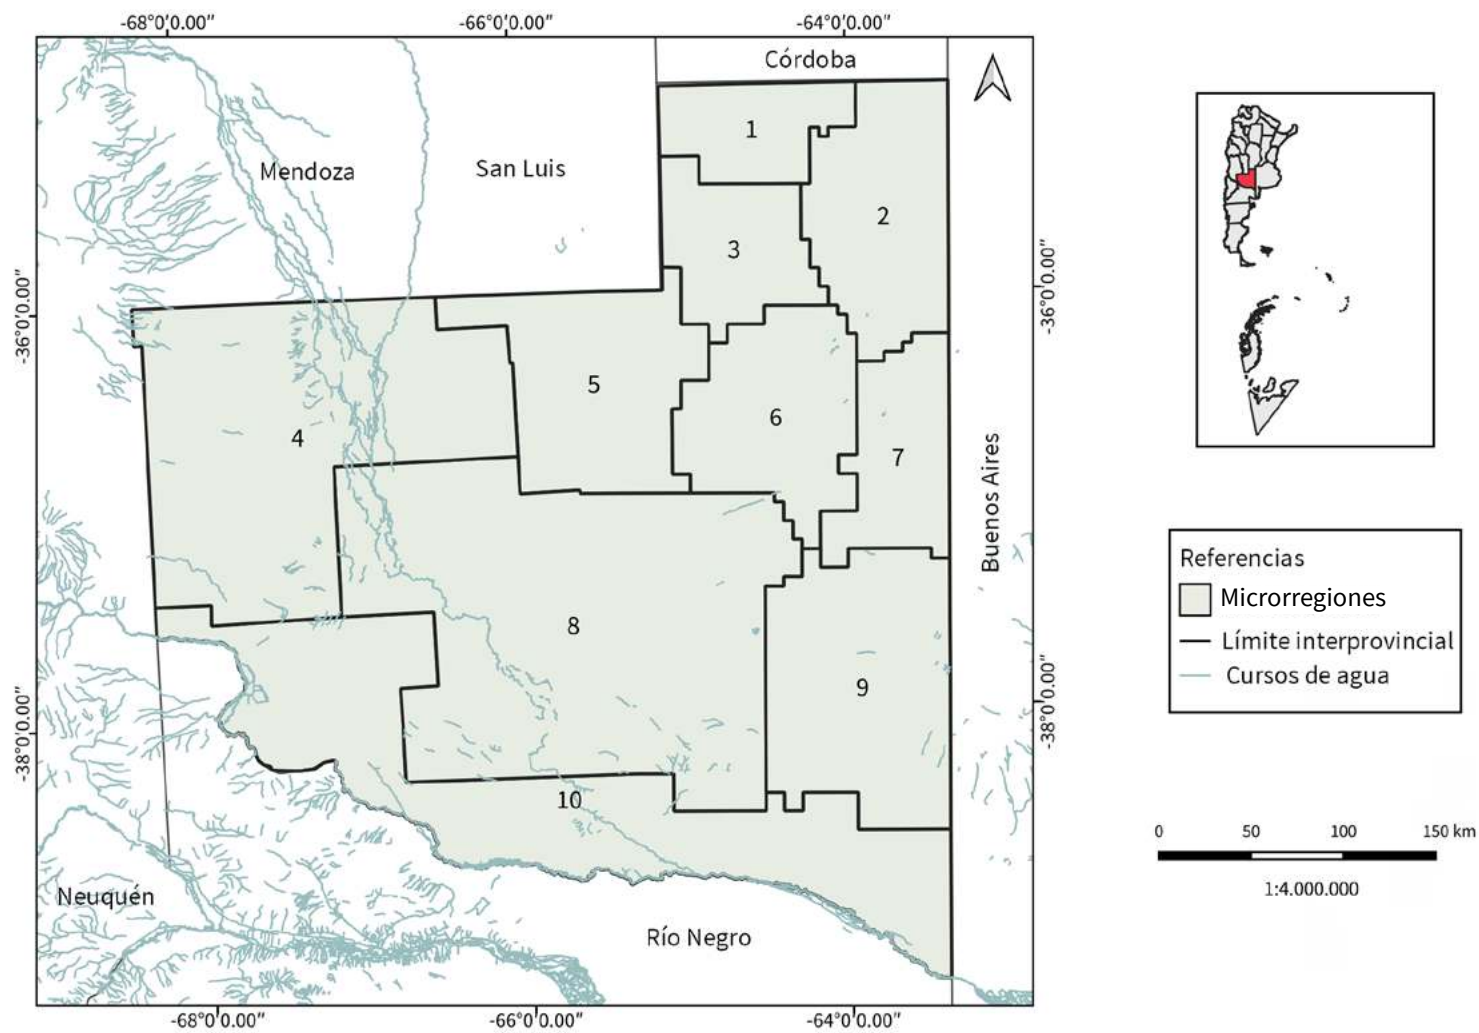 -68°0'0.00″
-66°0'0.00″
-64°0'0.00″
Córdoba
1
Mendoza
San Luis
2
3
-36°0'0.00″
-36°0'0.00″
5
6
4
7
Buenos Aires
8
9
-38°0'0.00″
-38°0'0.00″
10
Neuquén
Río Negro
-68°0'0.00″
-66°0'0.00″
-64°0'0.00″
Referencias
Microrregiones
Límite interprovincial
Cursos de agua
0 50 100 150 km
1:4.000.000